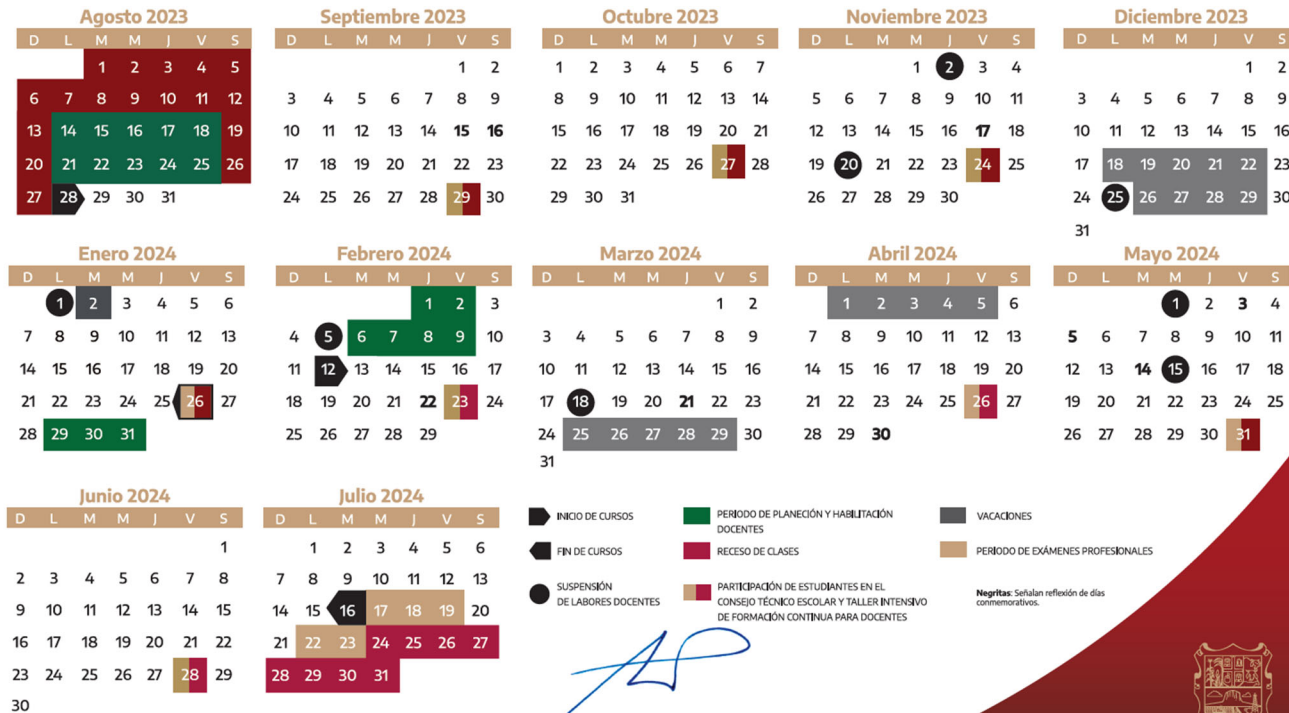 Agosto 2023
D L M M J V S
1 2 3 4 5
6 7 8 9 10 11 12
13 14 15 16 17 18 19
20 21 22 23 24 25 26
27 28 29 30 31
Septiembre 2023
D L M M J V S
1 2
3 4 5 6 7 8 9
10 11 12 13 14 15 16
17 18 19 20 21 22 23
24 25 26 27 28 29 30
Octubre 2023
D L M M J V S
1 2 3 4 5 6 7
8 9 10 11 12 13 14
15 16 17 18 19 20 21
22 23 24 25 26 27 28
29 30 31
Noviembre 2023
D L M M J V S
1 2 3 4
5 6 7 8 9 10 11
12 13 14 15 16 17 18
19 20 21 22 23 24 25
26 27 28 29 30
Diciembre 2023
D L M M J V S
1 2
3 4 5 6 7 8 9
10 11 12 13 14 15 16
17 18 19 20 21 22 23
24 25 26 27 28 29 30
31
Enero 2024
D L M M J V S
1 2 3 4 5 6
7 8 9 10 11 12 13
14 15 16 17 18 19 20
21 22 23 24 25 26 27
28 29 30 31
Febrero 2024
D L M M J V S
1 2 3
4 5 6 7 8 9 10
11 12 13 14 15 16 17
18 19 20 21 22 23 24
25 26 27 28 29
Marzo 2024
D L M M J V S
1 2
3 4 5 6 7 8 9
10 11 12 13 14 15 16
17 18 19 20 21 22 23
24 25 26 27 28 29 30
31
Abril 2024
D L M M J V S
1 2 3 4 5 6
7 8 9 10 11 12 13
14 15 16 17 18 19 20
21 22 23 24 25 26 27
28 29 30
Mayo 2024
D L M M J V S
1 2 3 4
5 6 7 8 9 10 11
12 13 14 15 16 17 18
19 20 21 22 23 24 25
26 27 28 29 30 31
Junio 2024
D L M M J V S
1
2 3 4 5 6 7 8
9 10 11 12 13 14 15
16 17 18 19 20 21 22
23 24 25 26 27 28 29
30
Julio 2024
D L M M J V S
1 2 3 4 5 6
7 8 9 10 11 12 13
14 15 16 17 18 19 20
21 22 23 24 25 26 27
28 29 30 31
INICIO DE CURSOS
FIN DE CURSOS
SUSPENSIÓN
DE LABORES DOCENTES
PERIODO DE PLANECIÓN Y HABILITACIÓN
DOCENTES
RECESO DE CLASES
PARTICIPACIÓN DE ESTUDIANTES EN EL
CONSEJO TÉCNICO ESCOLAR Y TALLER INTENSIVO
DE FORMACIÓN CONTINUA PARA DOCENTES
VACACIONES
PERIODO DE EXÁMENES PROFESIONALES
Negritas: Señalan reflexión de días
conmemorativos.